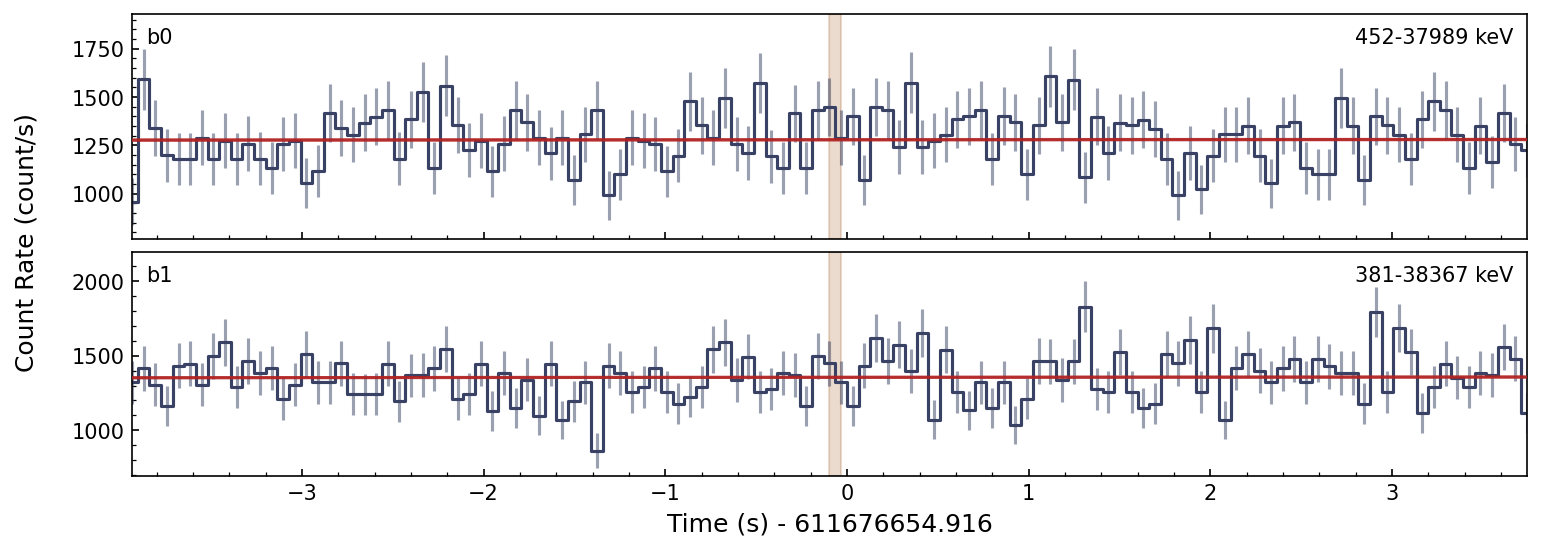 b0
452-37989 keV
1750
1500
1250
1000
b1
381-38367 keV
2000
1500
1000
Count Rate (count/s)
−3 −2 −1 0 1 2 3
Time (s) - 611676654.916